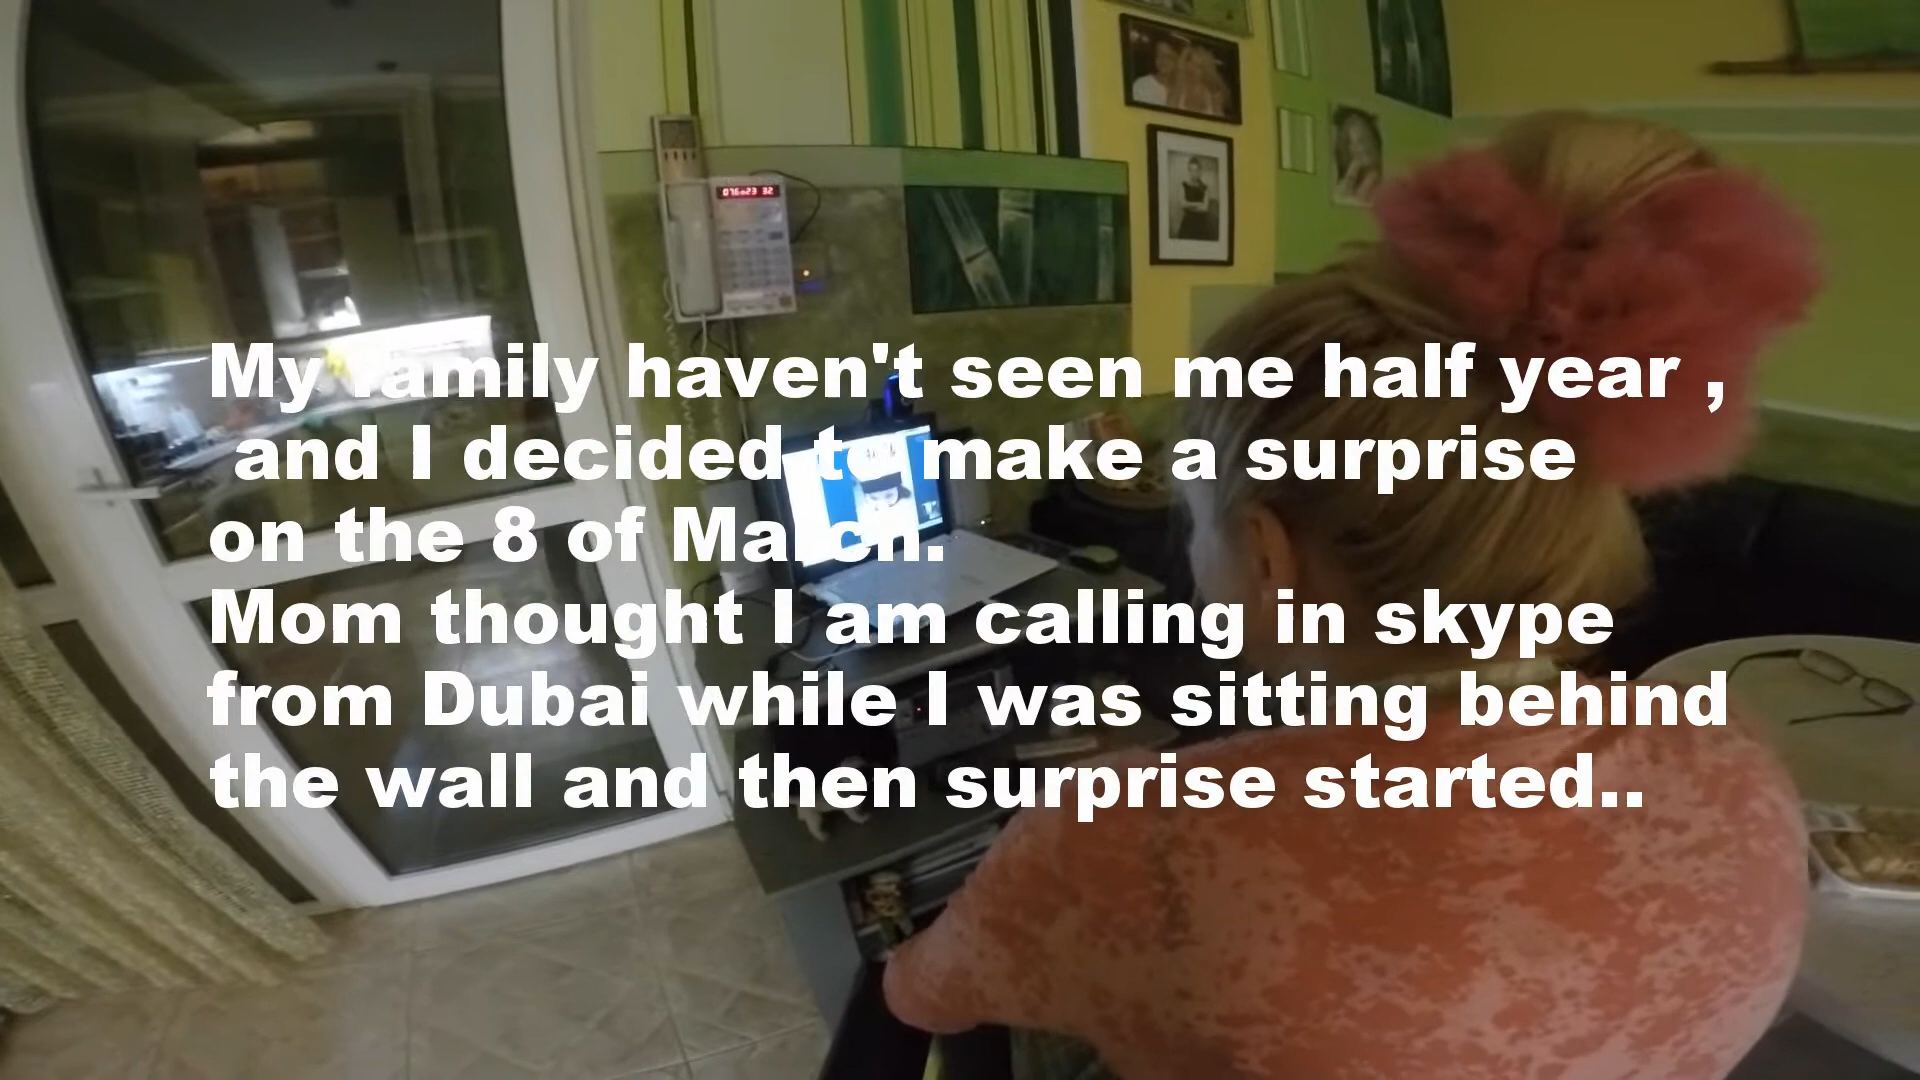 My family haven't seen me half year ,
and I decided to make a surprise
on the 8 of March.
Mom thought I am calling in skype
from Dubai while I was sitting behind
the wall and then surprise started..